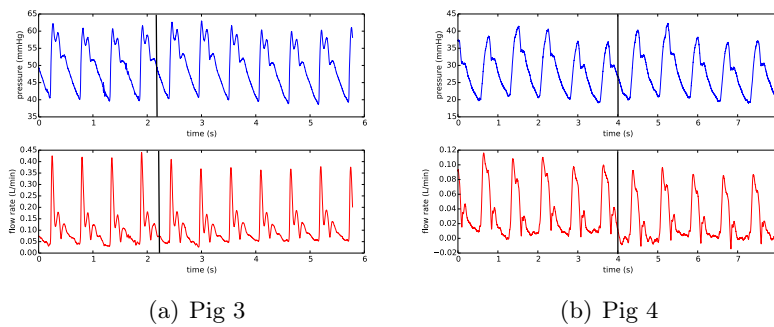 65
60
55
50
45
40
35
pressure (mmHg)
0 1 2 3 4 5 6
time (s)
0.45
0.40
0.35
0.30
0.25
0.20
0.15
0.10
0.05
0.00
flow rate (L/min)
0 1 2 3 4 5 6
time (s)
(a) Pig 3
45
40
35
30
25
20
15
pressure (mmHg)
0 1 2 3 4 5 6 7
time (s)
0.12
0.10
0.08
0.06
0.04
0.02
0.00
−0.02
flow rate (L/min)
0 1 2 3 4 5 6 7
time (s)
(b) Pig 4